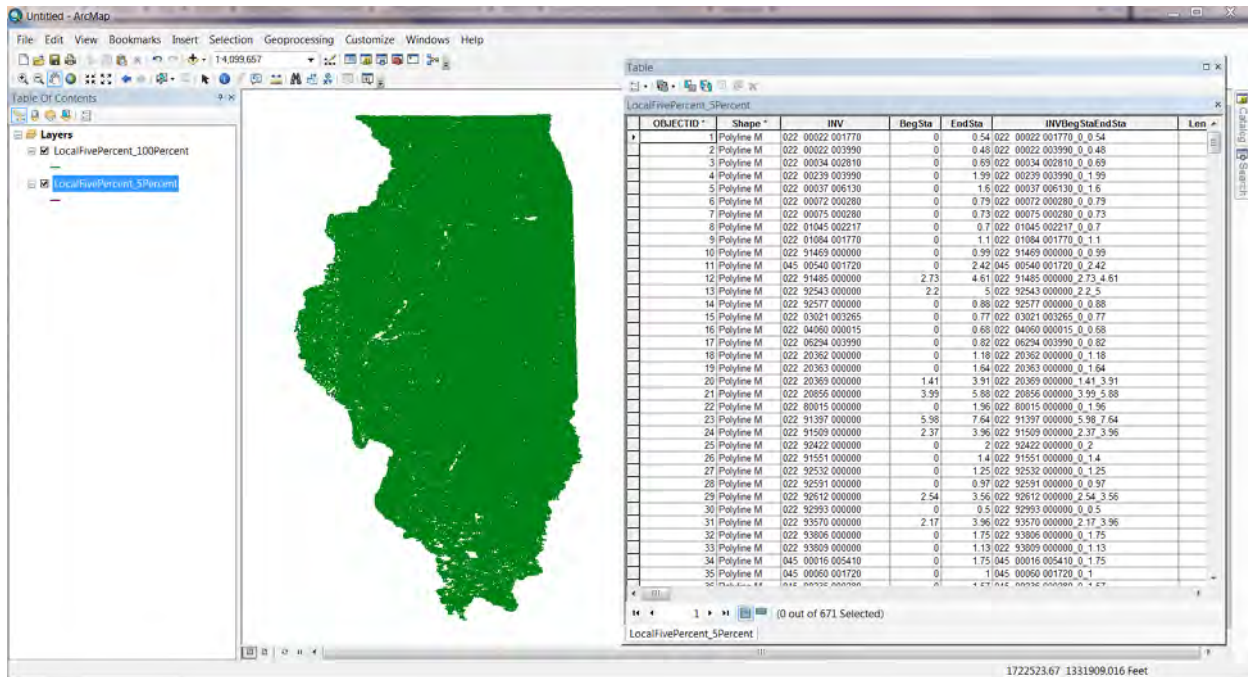 Untitled - ArcMap
File Edit View Bookmarks Insert Selection Geoprocessing Customize Windows Help
1:4,099,657
Table Of Contents
Layers
LocalFivePercent_100Percent
LocalFivePercent_5Percent
Table
LocalFivePercent_5Percent
OBJECTID * Shape * INV BegSta EndSta INVBegStaEndSta Len
1 Polyline M 022 00022 001770 0 0.54 022 00022 001770_0_0.54
2 Polyline M 022 00022 003990 0 0.48 022 00022 003990_0_0.48
3 Polyline M 022 00034 002810 0 0.69 022 00034 002810_0_0.69
4 Polyline M 022 00239 003990 0 1.99 022 00239 003990_0_1.99
5 Polyline M 022 00037 006130 0 1.6 022 00037 006130_0_1.6
6 Polyline M 022 00072 000280 0 0.79 022 00072 000280_0_0.79
7 Polyline M 022 00075 000280 0 0.73 022 00075 000280_0_0.73
8 Polyline M 022 01045 002217 0 0.7 022 01045 002217_0_0.7
9 Polyline M 022 01084 001770 0 1.1 022 01084 001770_0_1.1
10 Polyline M 022 91469 000000 0 0.99 022 91469 000000_0_0.99
11 Polyline M 045 00540 001720 0 2.42 045 00540 001720_0_2.42
12 Polyline M 022 91485 000000 2.73 4.61 022 91485 000000_2.73_4.61
13 Polyline M 022 92543 000000 2.2 5 022 92543 000000_2.2_5
14 Polyline M 022 92577 000000 0 0.88 022 92577 000000_0_0.88
15 Polyline M 022 03021 003265 0 0.77 022 03021 003265_0_0.77
16 Polyline M 022 04060 000015 0 0.68 022 04060 000015_0_0.68
17 Polyline M 022 06294 003990 0 0.82 022 06294 003990_0_0.82
18 Polyline M 022 20362 000000 0 1.18 022 20362 000000_0_1.18
19 Polyline M 022 20363 000000 0 1.64 022 20363 000000_0_1.64
20 Polyline M 022 20369 000000 1.41 3.91 022 20369 000000_1.41_3.91
21 Polyline M 022 20856 000000 3.99 5.88 022 20856 000000_3.99_5.88
22 Polyline M 022 80015 000000 0 1.96 022 80015 000000_0_1.96
23 Polyline M 022 91397 000000 5.98 7.64 022 91397 000000_5.98_7.64
24 Polyline M 022 91509 000000 2.37 3.96 022 91509 000000_2.37_3.96
25 Polyline M 022 92422 000000 0 2 022 92422 000000_0_2
26 Polyline M 022 91551 000000 0 1.4 022 91551 000000_0_1.4
27 Polyline M 022 92532 000000 0 1.25 022 92532 000000_0_1.25
28 Polyline M 022 92591 000000 0 0.97 022 92591 000000_0_0.97
29 Polyline M 022 92612 000000 2.54 3.56 022 92612 000000_2.54_3.56
30 Polyline M 022 92993 000000 0 0.5 022 92993 000000_0_0.5
31 Polyline M 022 93570 000000 2.17 3.96 022 93570 000000_2.17_3.96
32 Polyline M 022 93806 000000 0 1.75 022 93806 000000_0_1.75
33 Polyline M 022 93809 000000 0 1.13 022 93809 000000_0_1.13
34 Polyline M 045 00016 005410 0 1.75 045 00016 005410_0_1.75
35 Polyline M 045 00060 001720 0 1 045 00060 001720_0_1
1 (0 out of 671 Selected)
LocalFivePercent_5Percent
Catalog
Search
1722523.67 1331909.016 Feet